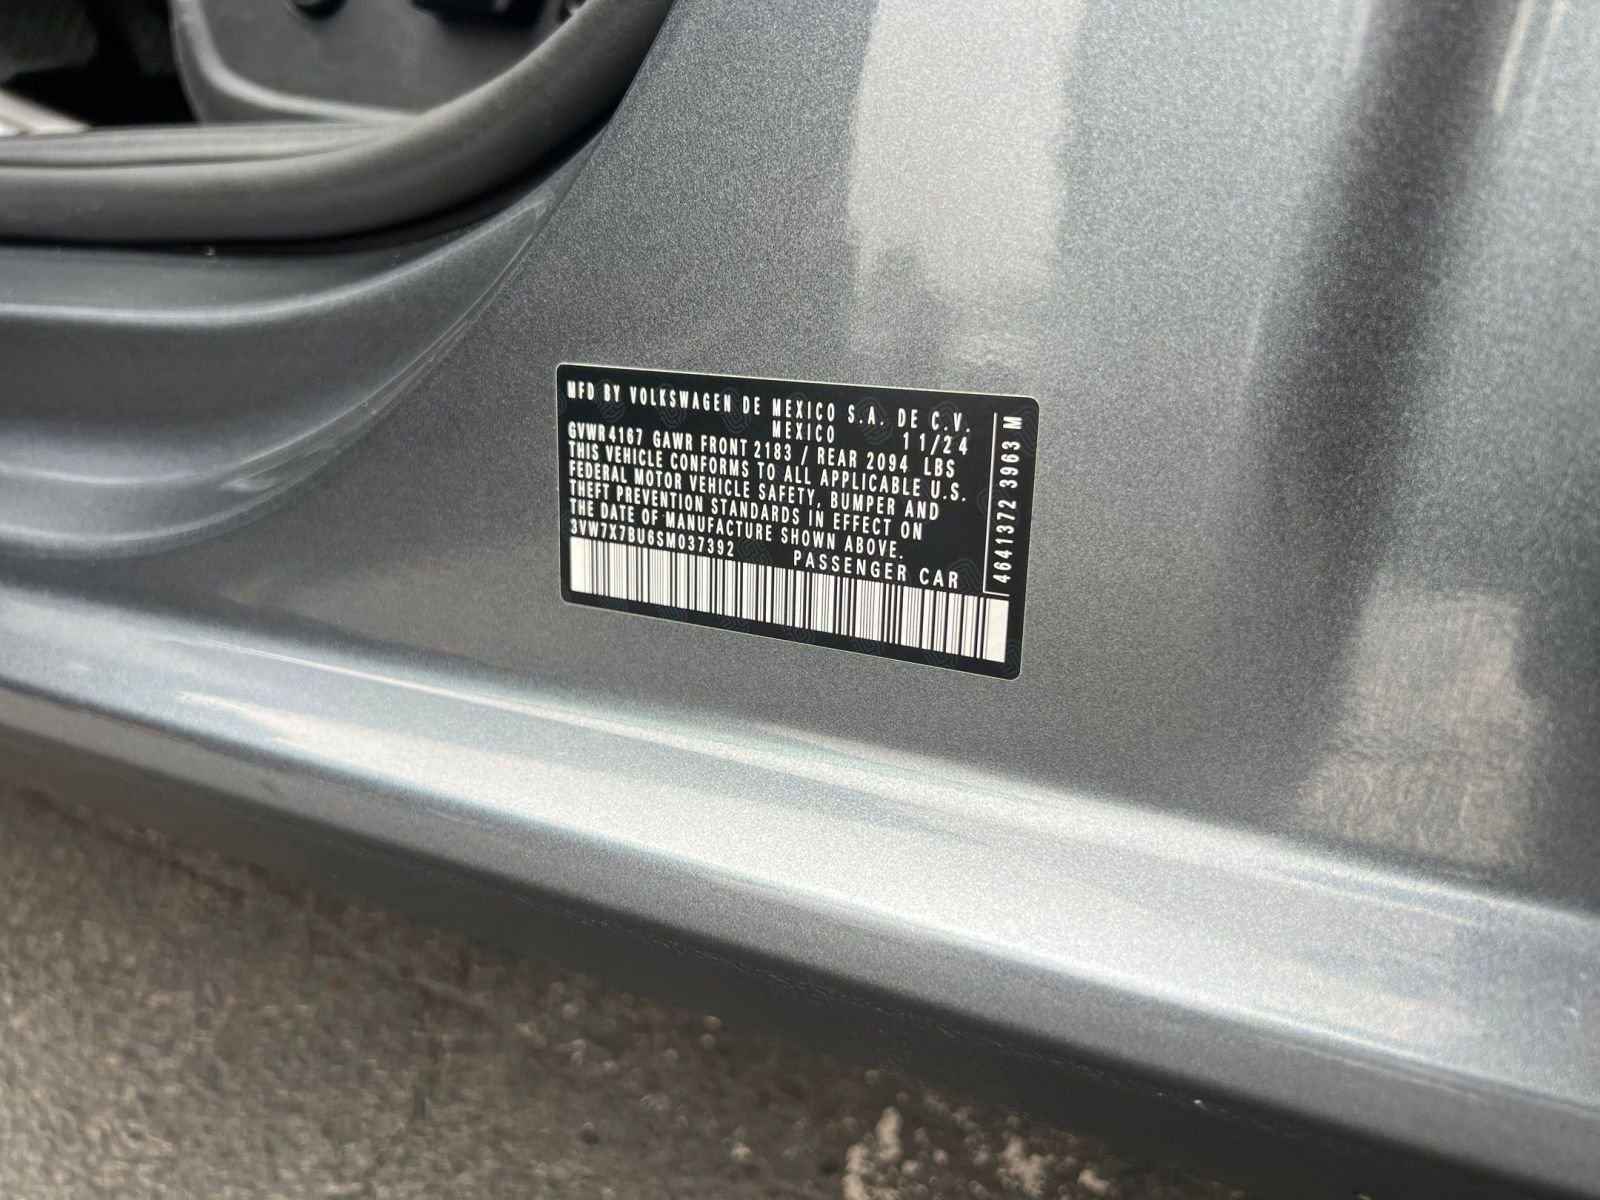 MFD BY VOLKSWAGEN DE MEXICO S.A. DE C.V.
MEXICO 11/24
GVWR 4167 GAWR FRONT 2183 / REAR 2094 LBS
THIS VEHICLE CONFORMS TO ALL APPLICABLE U.S.
FEDERAL MOTOR VEHICLE SAFETY, BUMPER AND
THEFT PREVENTION STANDARDS IN EFFECT ON
THE DATE OF MANUFACTURE SHOWN ABOVE.
3VW7X7BU6SM037392 PASSENGER CAR
4641372 3963 M